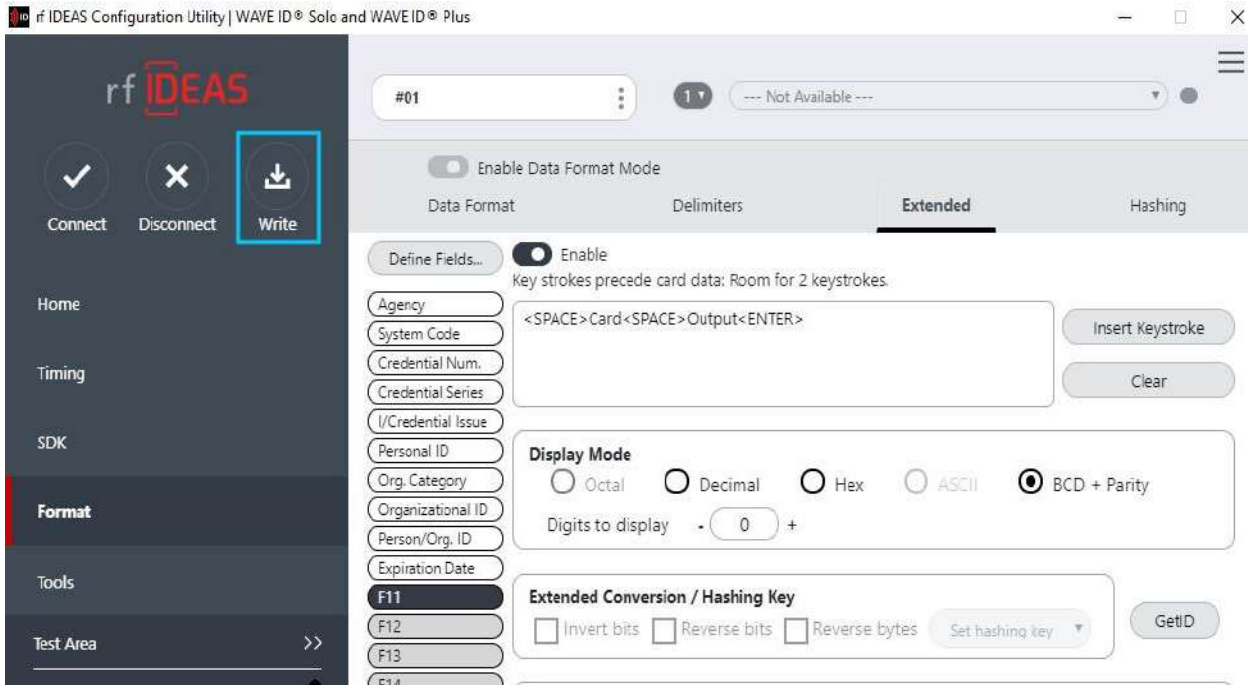 rf IDEAS Configuration Utility | WAVE ID® Solo and WAVE ID® Plus
rf IDEAS
Connect
Disconnect
Write
Home
Timing
SDK
Format
Tools
Test Area >>
#01
1
--- Not Available ---
Enable Data Format Mode
Data Format
Delimiters
Extended
Hashing
Define Fields...
Agency
System Code
Credential Num.
Credential Series
I/Credential Issue
Personal ID
Org. Category
Organizational ID
Person/Org. ID
Expiration Date
F11
F12
F13
F14
Enable
Key strokes precede card data: Room for 2 keystrokes.
<SPACE>Card<SPACE>Output<ENTER>
Insert Keystroke
Clear
Display Mode
Octal
Decimal
Hex
ASCII
BCD + Parity
Digits to display - 0 +
Extended Conversion / Hashing Key
Invert bits
Reverse bits
Reverse bytes
Set hashing key
GetID